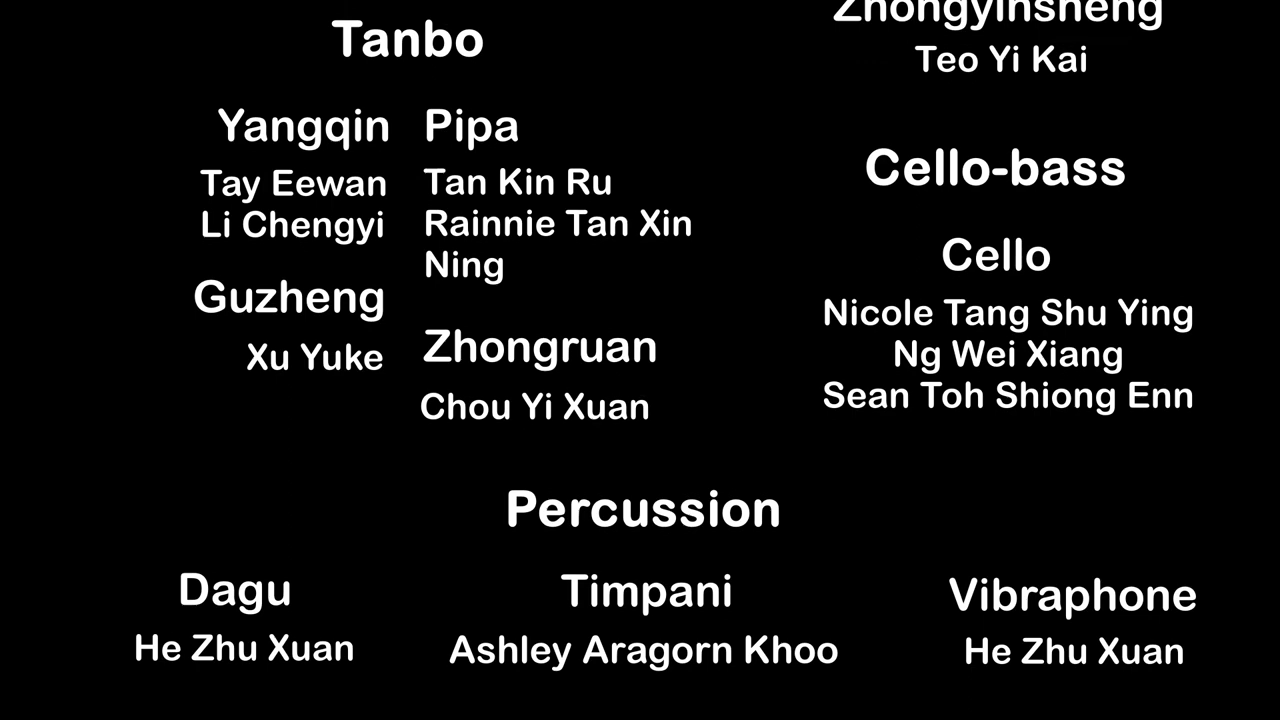 Tanbo
Yangqin
Tay Eewan
Li Chengyi
Guzheng
Xu Yuke
Pipa
Tan Kin Ru
Rainnie Tan Xin
Ning
Zhongruan
Chou Yi Xuan
Zhongyinsheng
Teo Yi Kai
Cello-bass
Cello
Nicole Tang Shu Ying
Ng Wei Xiang
Sean Toh Shiong Enn
Percussion
Dagu
He Zhu Xuan
Timpani
Ashley Aragorn Khoo
Vibraphone
He Zhu Xuan